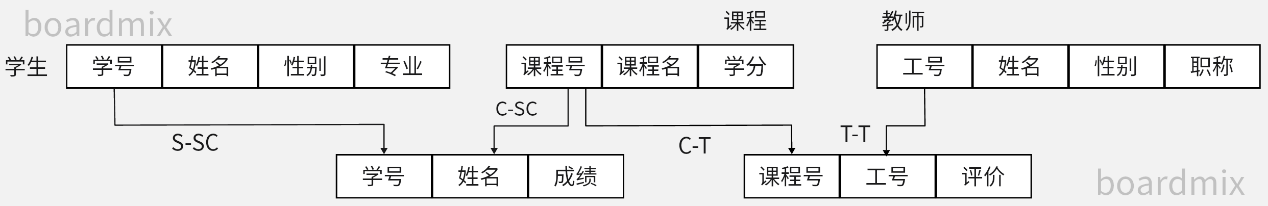 boardmix
课程 教师
学生 学号 姓名 性别 专业 课程号 课程名 学分 工号 姓名 性别 职称
C-SC
S-SC C-T T-T
学号 姓名 成绩 课程号 工号 评价
boardmix